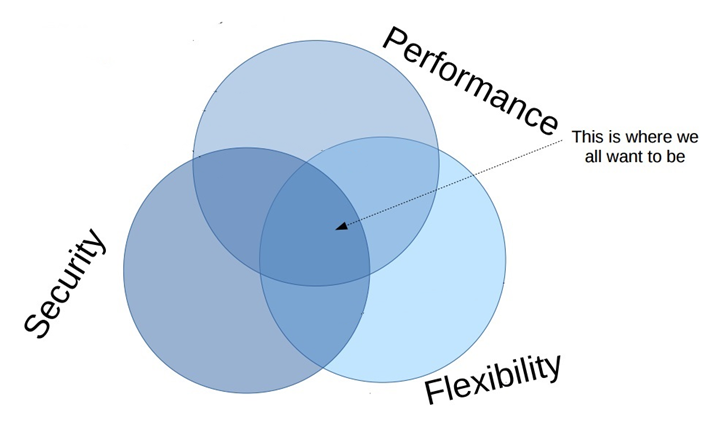 Performance
This is where we
all want to be
Security
Flexibility